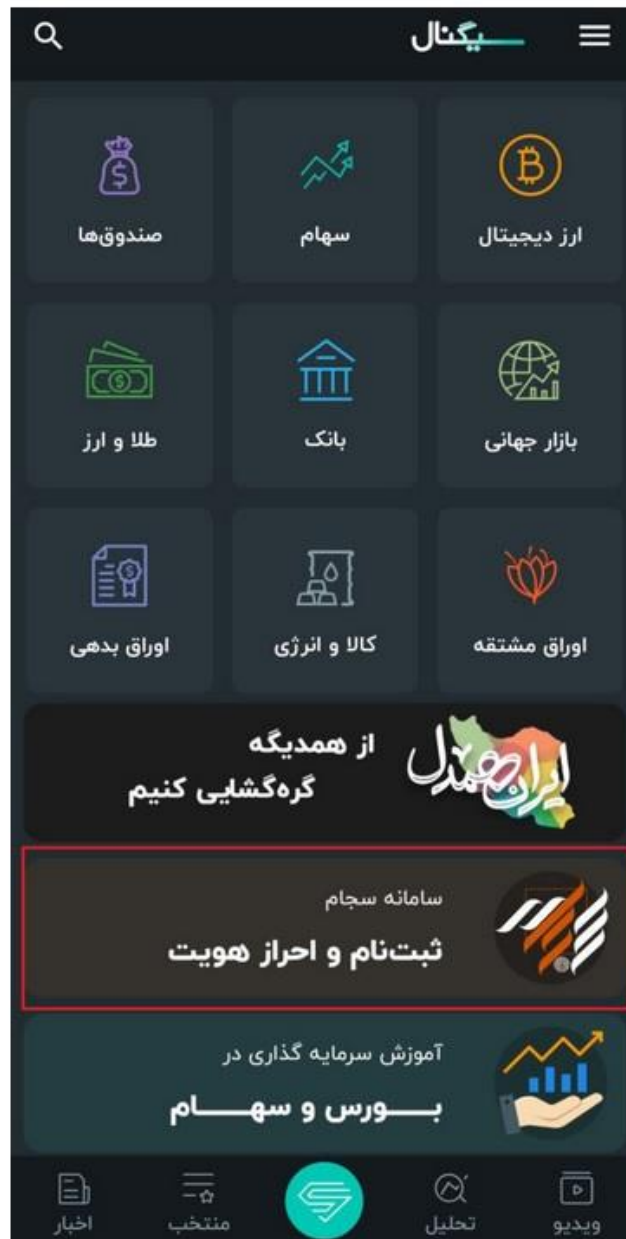 سیگنال
ارز دیجیتال
سهام
صندوق‌ها
بازار جهانی
بانک
طلا و ارز
اوراق مشتقه
کالا و انرژی
اوراق بدهی
ایران همدل
از همدیگه
گره‌گشایی کنیم
سامانه سجام
ثبت‌نام و احراز هویت
آموزش سرمایه گذاری در
بـــورس و سهـــــام
ویدیو
تحلیل
منتخب
اخبار